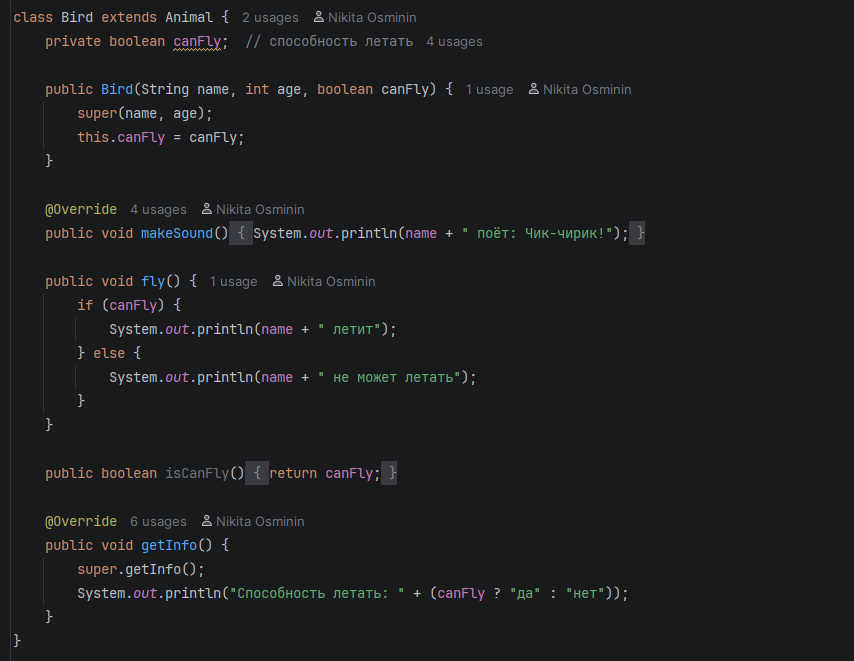 class Bird extends Animal { 2 usages Nikita Osminin
private boolean canFly; // способность летать 4 usages
public Bird(String name, int age, boolean canFly) { 1 usage Nikita Osminin
super(name, age);
this.canFly = canFly;
}
@Override 4 usages Nikita Osminin
public void makeSound() { System.out.println(name + " поёт: Чик-чирик!"); }
public void fly() { 1 usage Nikita Osminin
if (canFly) {
System.out.println(name + " летит");
} else {
System.out.println(name + " не может летать");
}
}
public boolean isCanFly() { return canFly; }
@Override 6 usages Nikita Osminin
public void getInfo() {
super.getInfo();
System.out.println("Способность летать: " + (canFly ? "да" : "нет"));
}
}